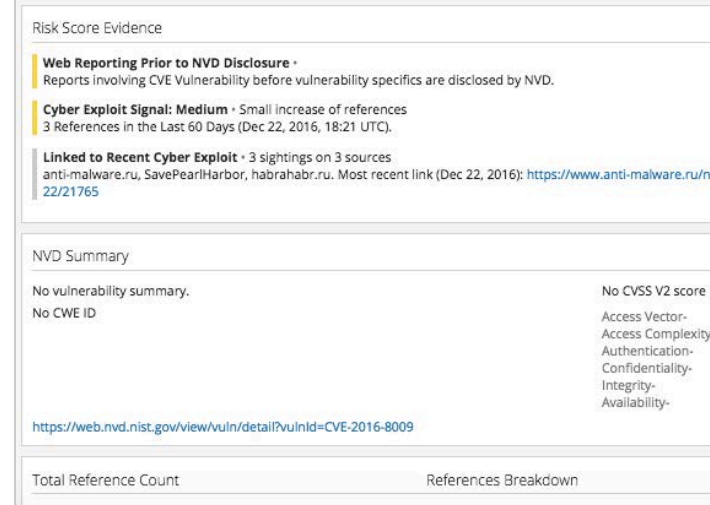 Risk Score Evidence
Web Reporting Prior to NVD Disclosure •
Reports involving CVE Vulnerability before vulnerability specifics are disclosed by NVD.
Cyber Exploit Signal: Medium • Small increase of references
3 References in the Last 60 Days (Dec 22, 2016, 18:21 UTC).
Linked to Recent Cyber Exploit • 3 sightings on 3 sources
anti-malware.ru, SavePearlHarbor, habrahabr.ru. Most recent link (Dec 22, 2016): https://www.anti-malware.ru/n
22/21765
NVD Summary
No vulnerability summary.
No CWE ID
No CVSS V2 score
Access Vector-
Access Complexity
Authentication-
Confidentiality-
Integrity-
Availability-
https://web.nvd.nist.gov/view/vuln/detail?vulnId=CVE-2016-8009
Total Reference Count
References Breakdown